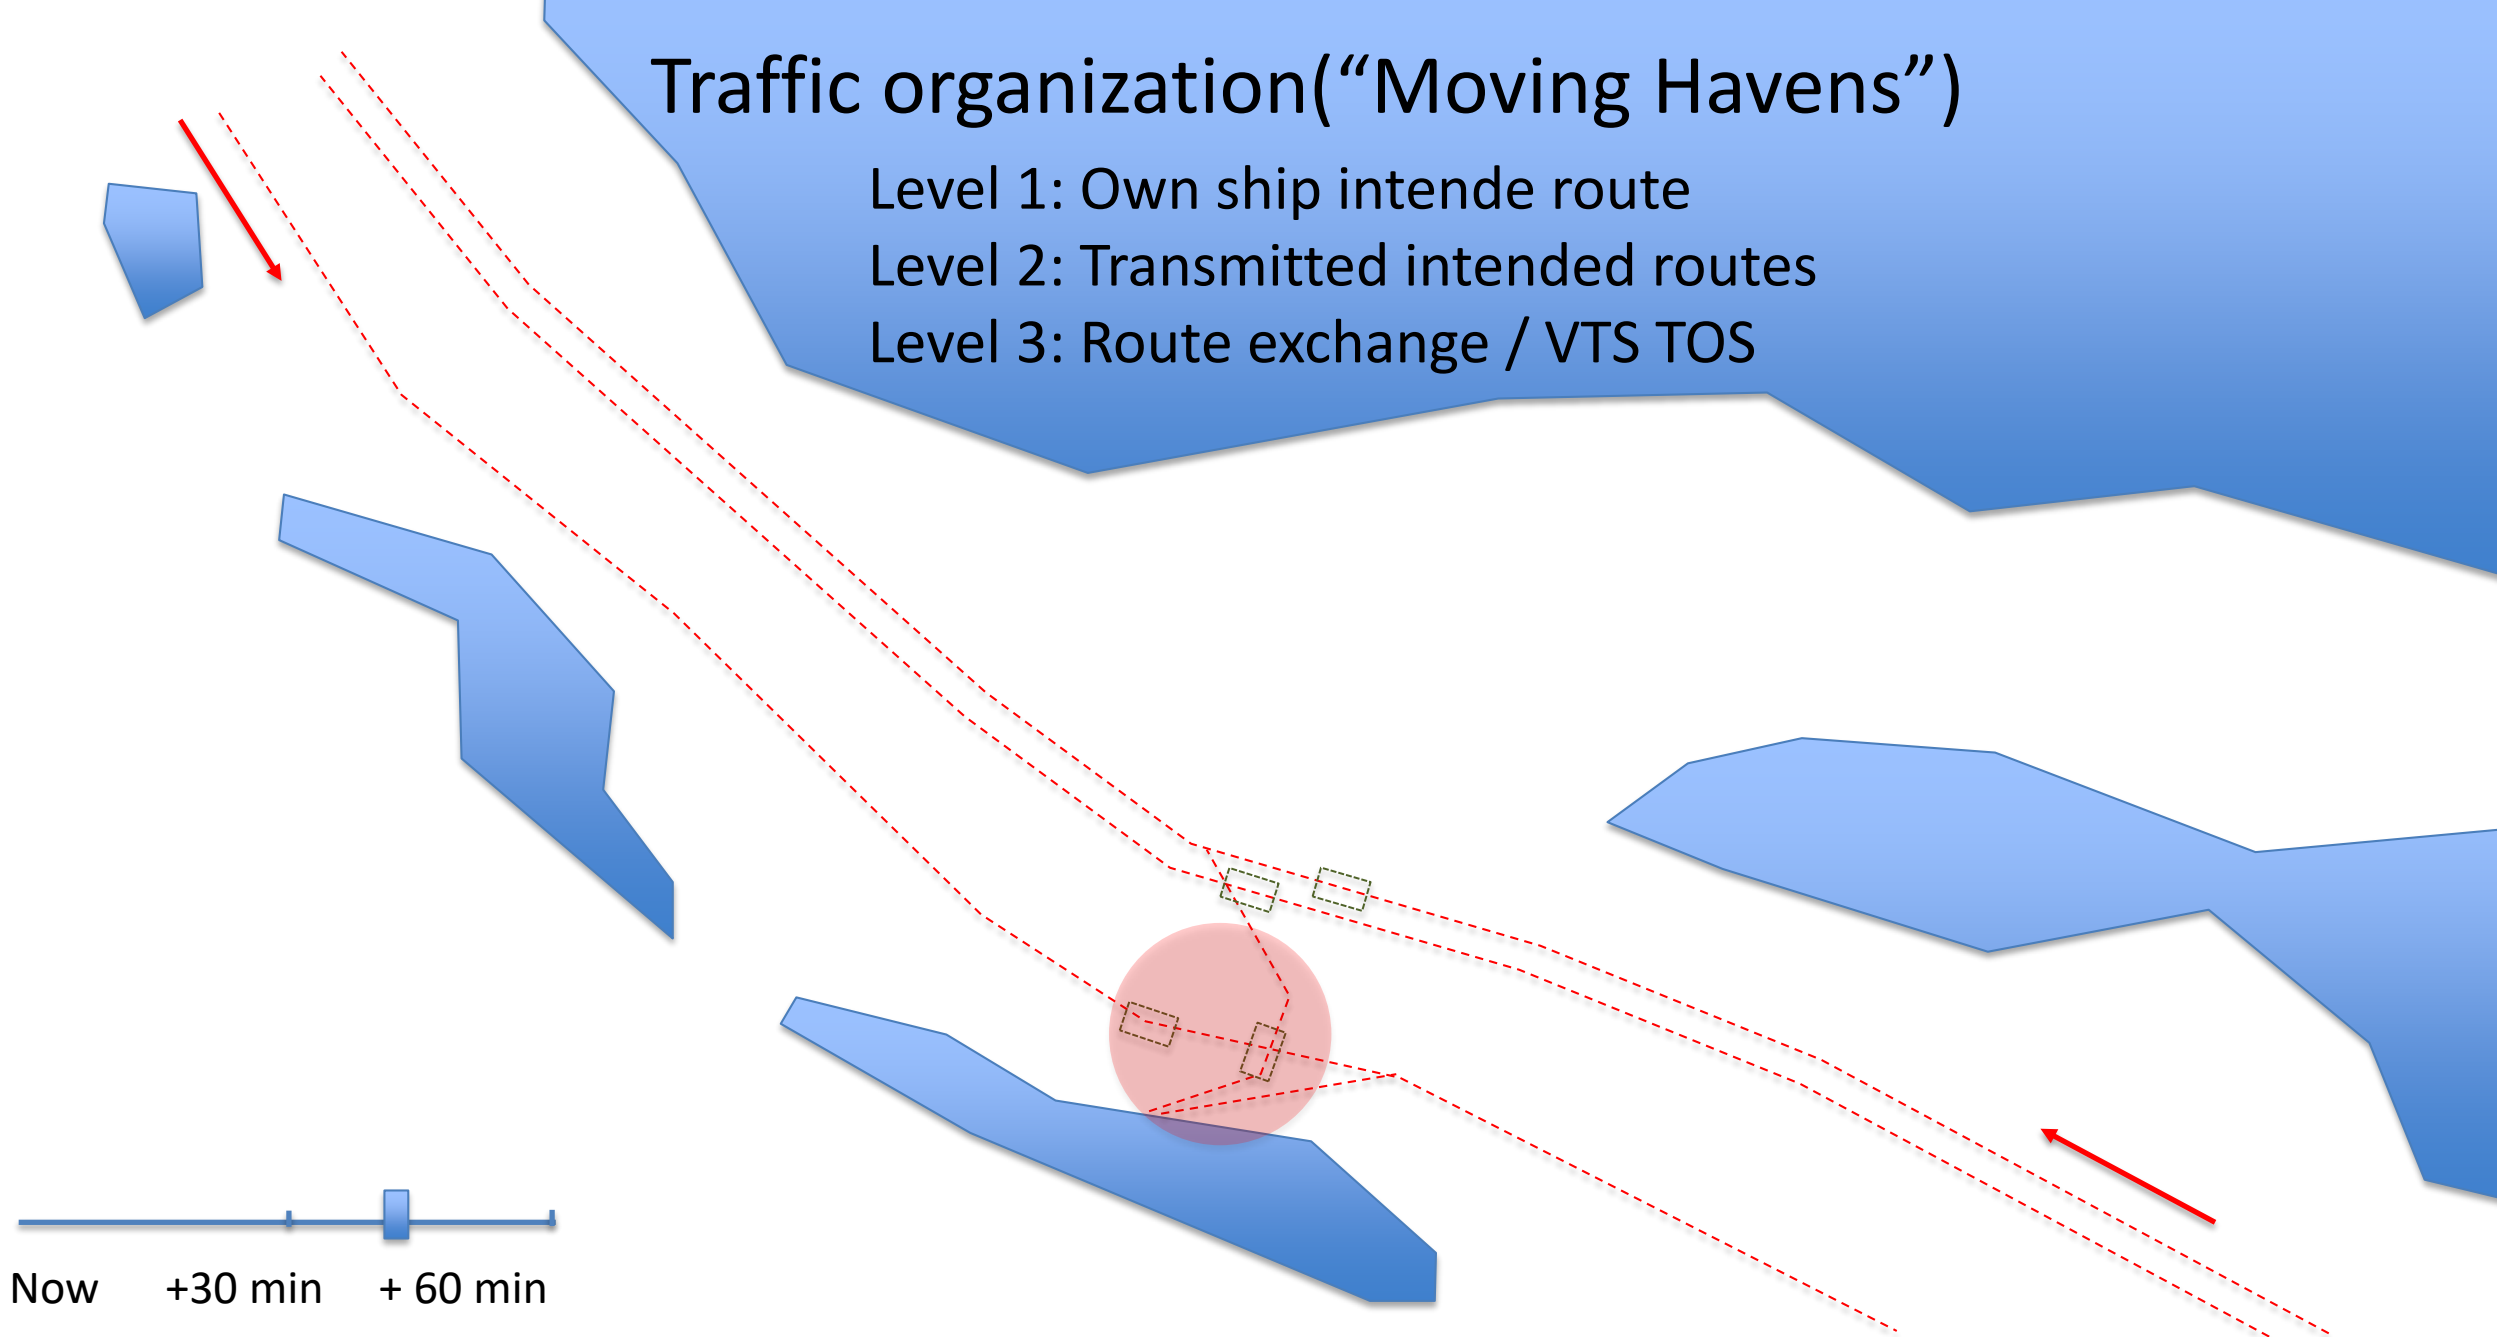 Traffic organization(“Moving Havens”)
Level 1: Own ship intende route
Level 2: Transmitted intended routes
Level 3: Route exchange / VTS TOS
Now +30 min + 60 min